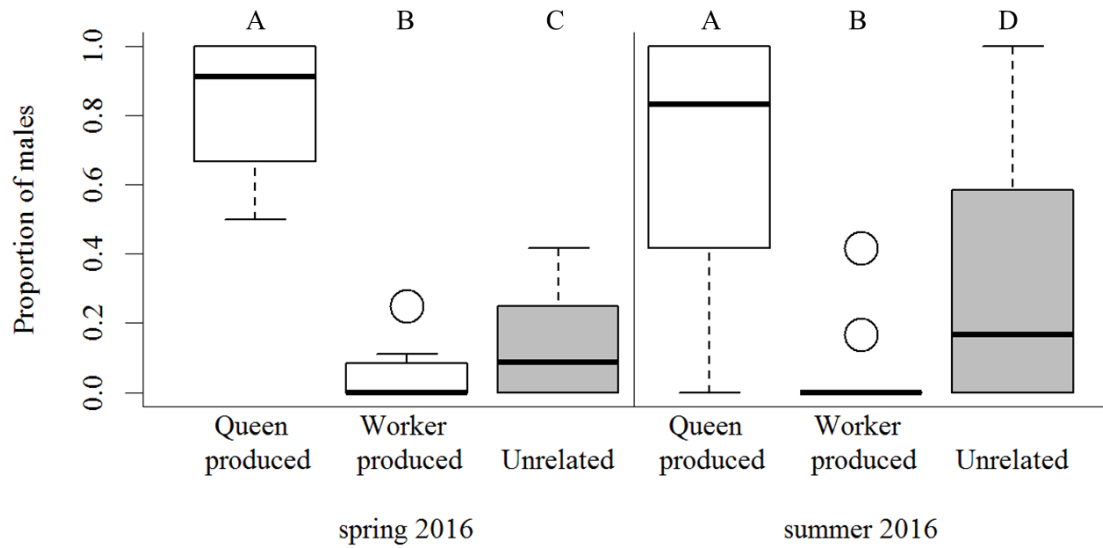 A B C A B D
Proportion of males
1.0
0.8
0.6
0.4
0.2
0.0
Queen Worker Queen Worker
produced produced Unrelated produced produced Unrelated
spring 2016 summer 2016